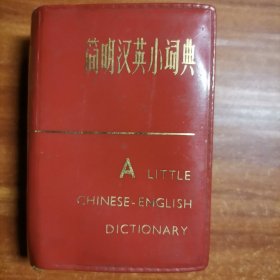 简明汉英小词典
A LITTLE
CHINESE-ENGLISH
DICTIONARY